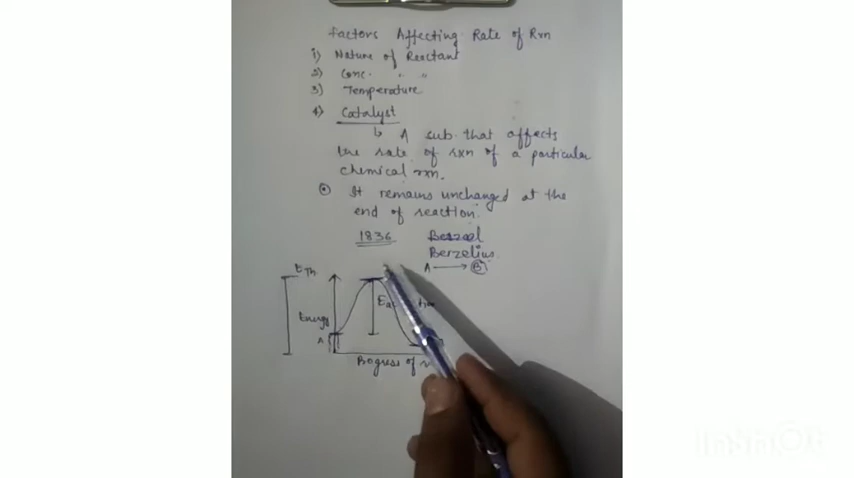 Factors Affecting Rate of Rxn
1) Nature of Reactant
2) Conc. " "
3) Temperature
4) Catalyst
↳ A sub. that affects
the rate of rxn of a particular
chemical rxn.
It remains unchanged at the
end of reaction.
1836
Berzelius
A → B
E Th.
Energy
A
Progress of